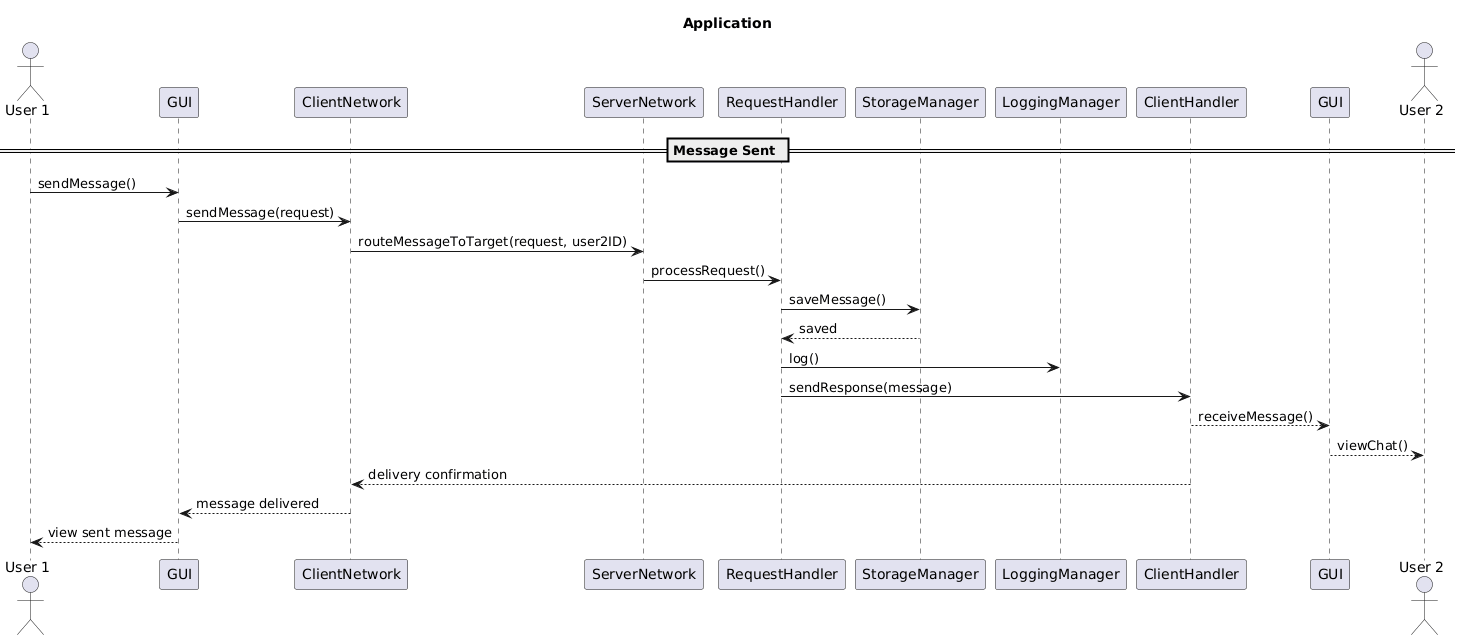 Application
User 1
GUI
ClientNetwork
ServerNetwork
RequestHandler
StorageManager
LoggingManager
ClientHandler
GUI
User 2
Message Sent
sendMessage()
sendMessage(request)
routeMessageToTarget(request, user2ID)
processRequest()
saveMessage()
saved
log()
sendResponse(message)
receiveMessage()
viewChat()
delivery confirmation
message delivered
view sent message
User 1
GUI
ClientNetwork
ServerNetwork
RequestHandler
StorageManager
LoggingManager
ClientHandler
GUI
User 2